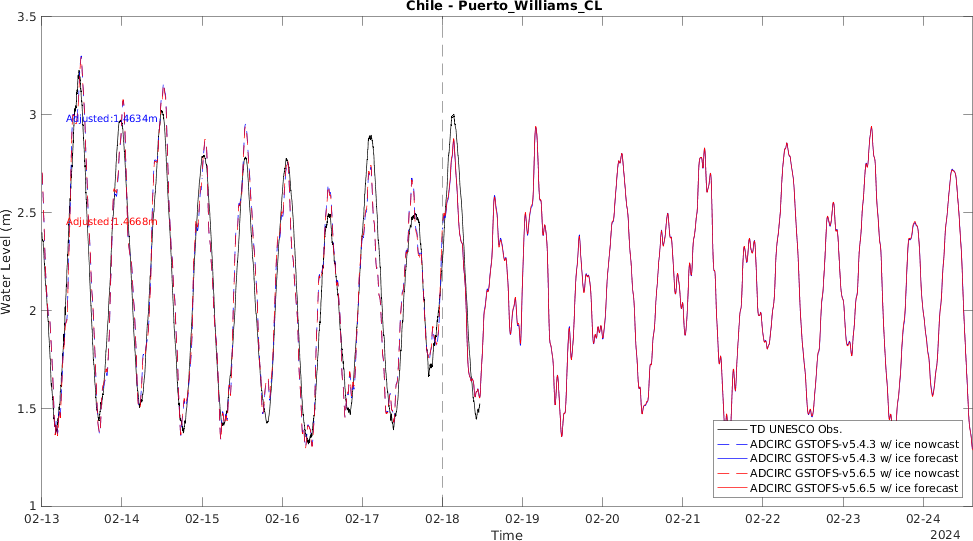 Chile - Puerto_Williams_CL
3.5
3
2.5
2
1.5
1
Water Level (m)
Adjusted:1.4634m
Adjusted:1.4668m
TD UNESCO Obs.
ADCIRC GSTOFS-v5.4.3 w/ ice nowcast
ADCIRC GSTOFS-v5.4.3 w/ ice forecast
ADCIRC GSTOFS-v5.6.5 w/ ice nowcast
ADCIRC GSTOFS-v5.6.5 w/ ice forecast
02-13 02-14 02-15 02-16 02-17 02-18 02-19 02-20 02-21 02-22 02-23 02-24
2024
Time